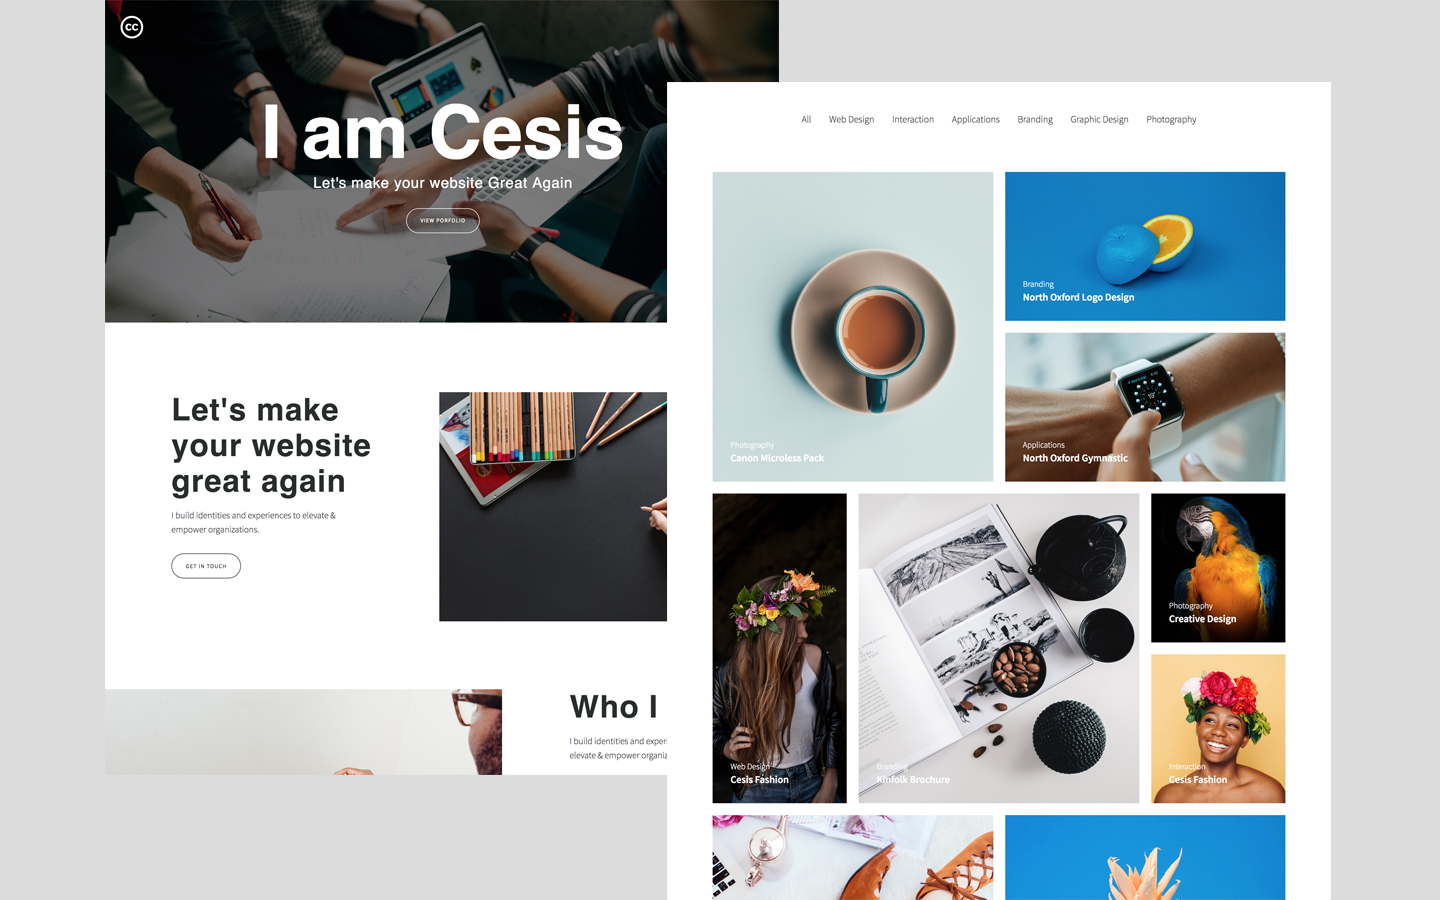 CC
I am Cesis
Let's make your website Great Again
VIEW PORFOLIO
Let's make
your website
great again
I build identities and experiences to elevate &
empower organizations.
GET IN TOUCH
Who I
I build identities and exper
elevate & empower organiz
All Web Design Interaction Applications Branding Graphic Design Photography
Photography
Canon Microless Pack
Branding
North Oxford Logo Design
Applications
North Oxford Gymnastic
Web Design
Cesis Fashion
Branding
Kinfolk Brochure
Photography
Creative Design
Interaction
Cesis Fashion